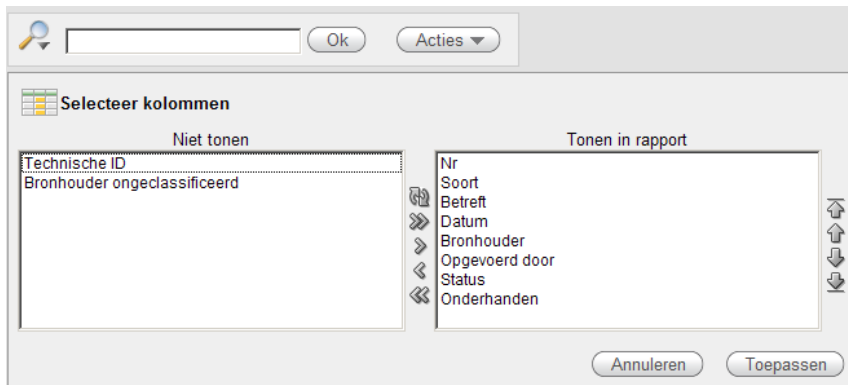 Ok Acties
Selecteer kolommen
Niet tonen Tonen in rapport
Technische ID
Bronhouder ongeclassificeerd
Nr
Soort
Betreft
Datum
Bronhouder
Opgevoerd door
Status
Onderhanden
Annuleren Toepassen